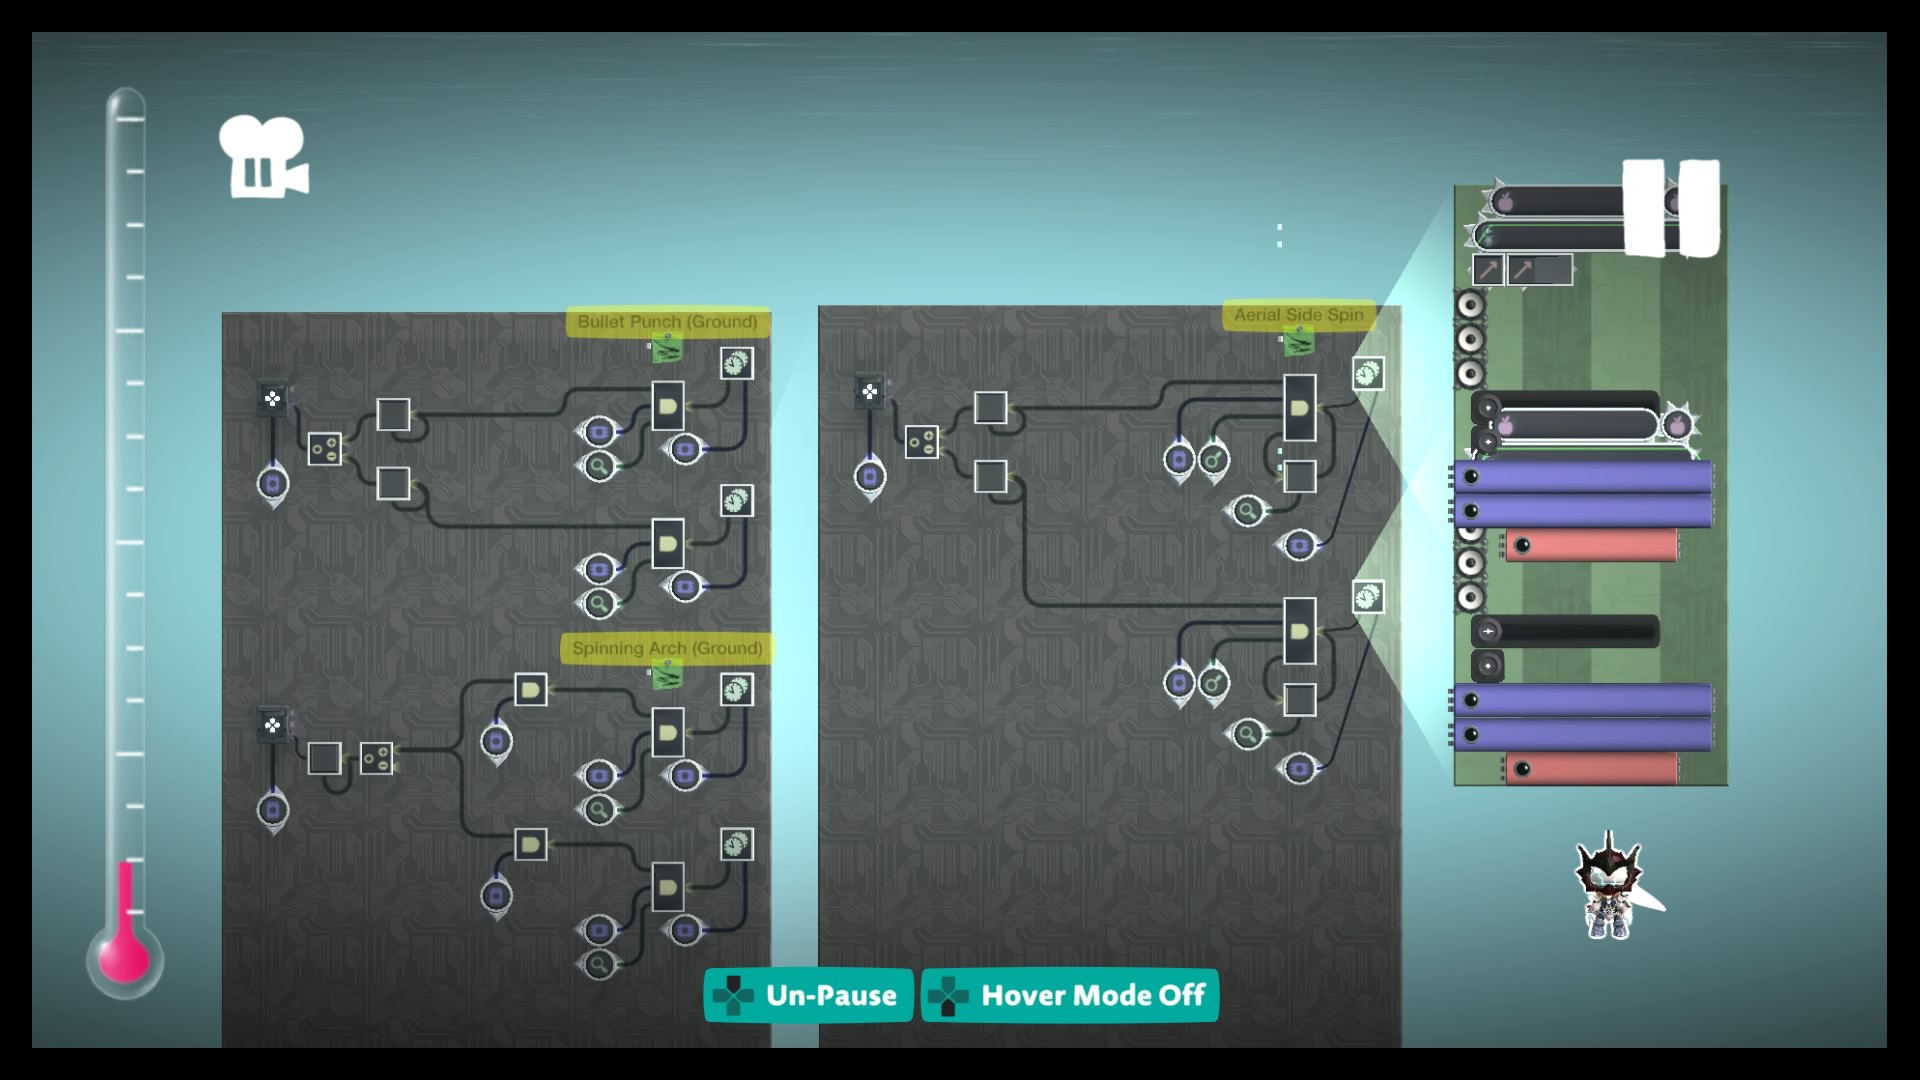 Bullet Punch (Ground)
Aerial Side Spin
Spinning Arch (Ground)
Un-Pause
Hover Mode Off